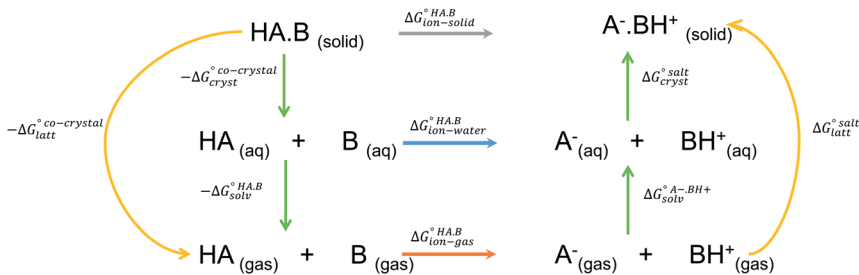 HA.B (solid) ΔG°HA.B ion−solid A-.BH+ (solid)
−ΔG°co−crystal cryst ΔG°salt cryst
−ΔG°co−crystal latt HA (aq) + B (aq) ΔG°HA.B ion−water A-(aq) + BH+(aq) ΔG°salt latt
−ΔG°HA.B solv ΔG°A−.BH+ solv
HA (gas) + B (gas) ΔG°HA.B ion−gas A-(gas) + BH+(gas)